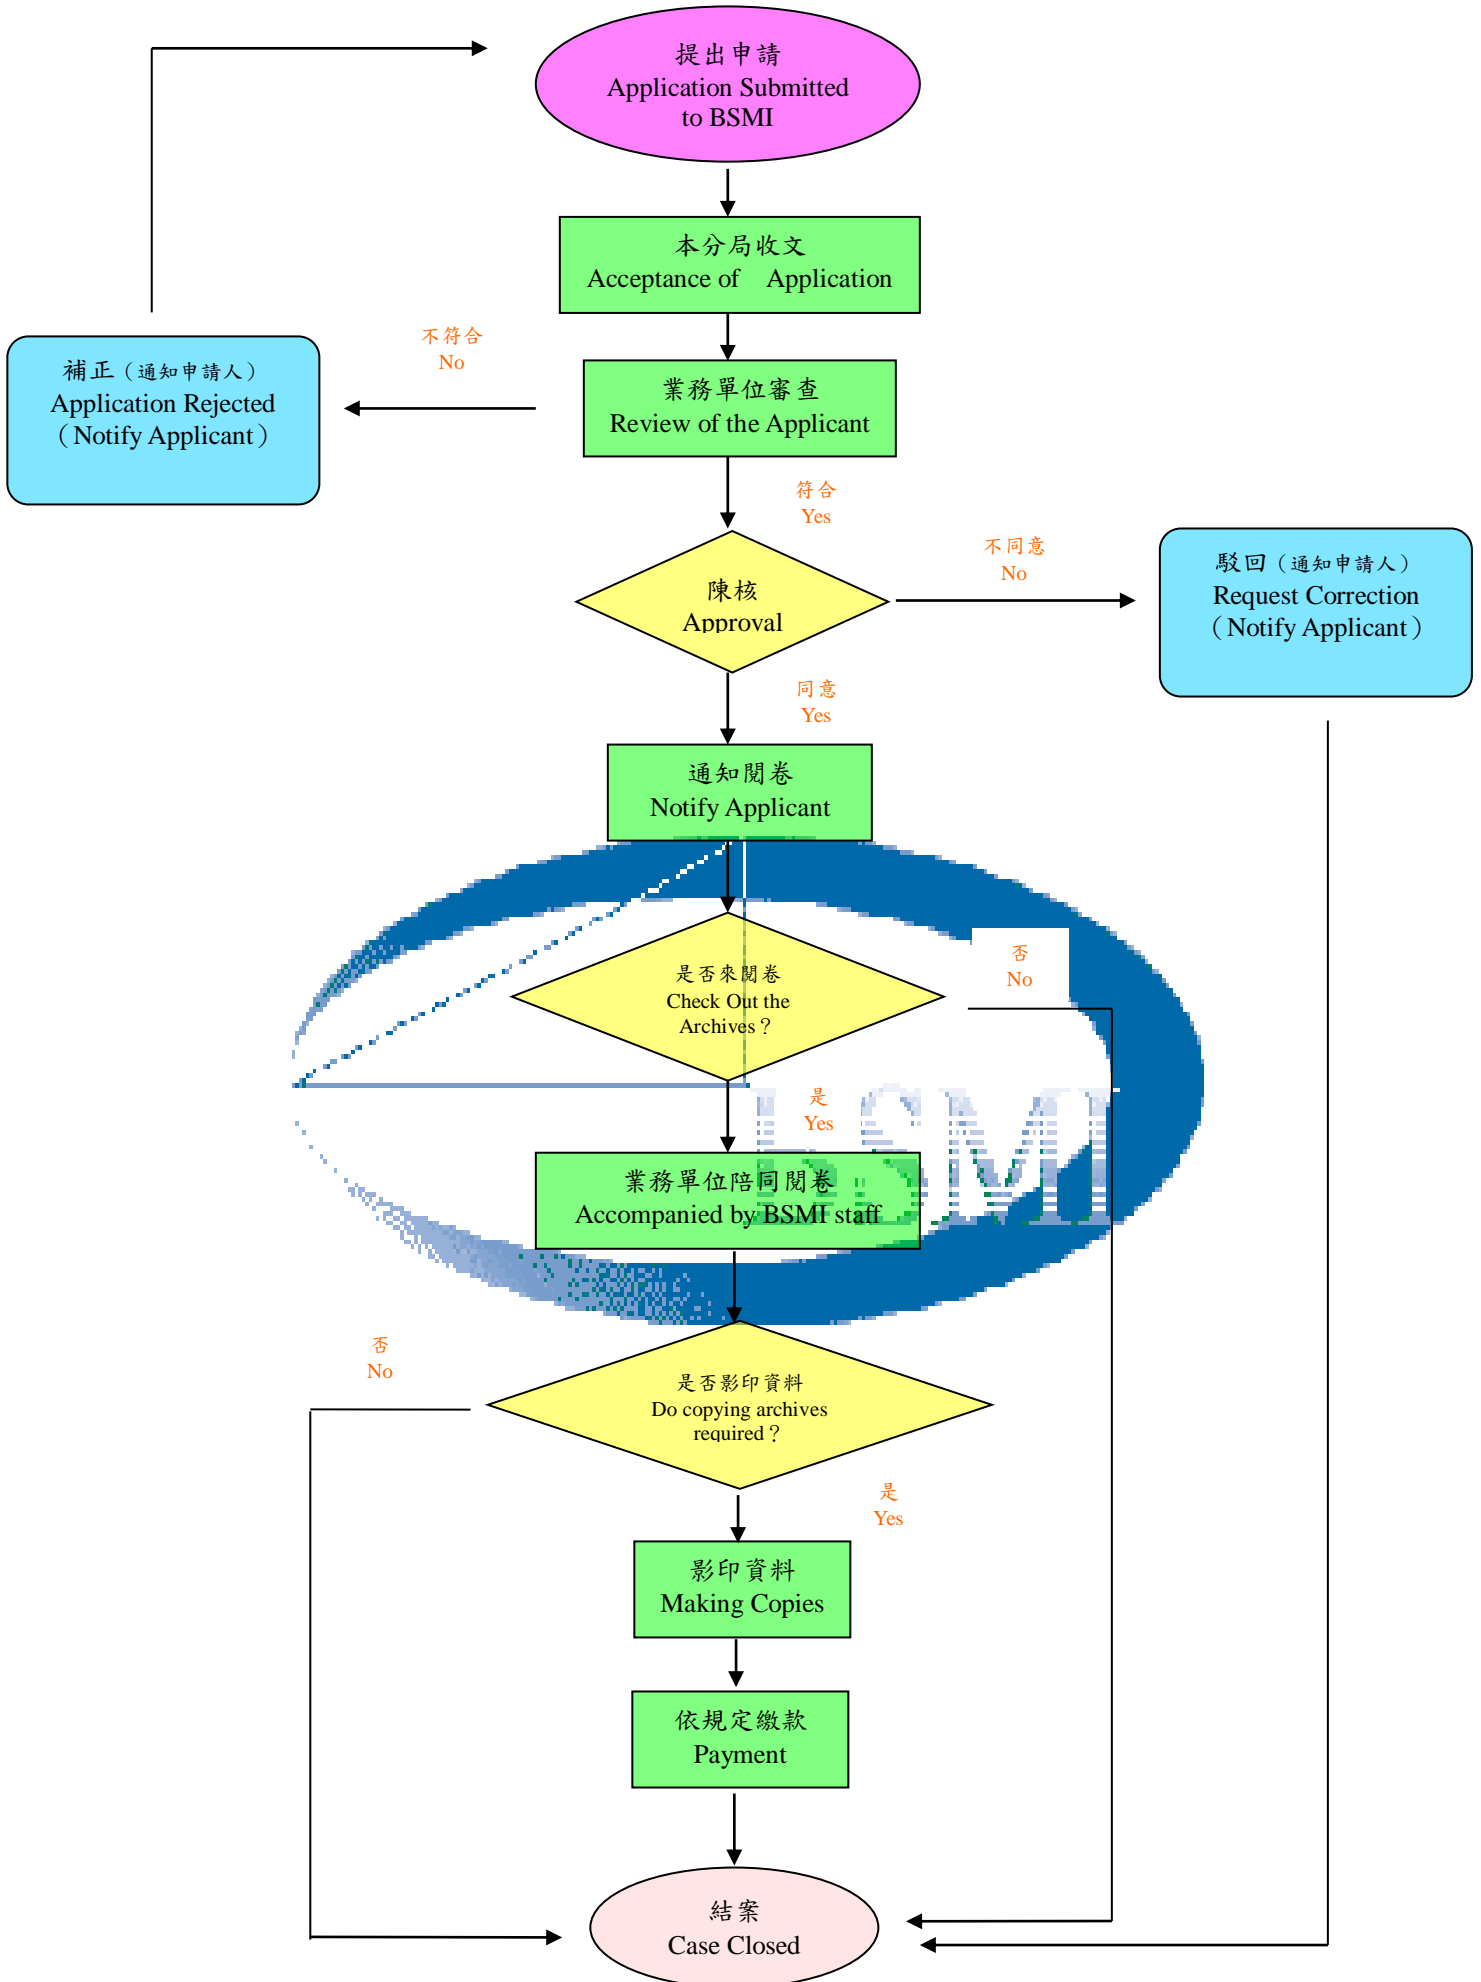 提出申請
Application Submitted
to BSMI
本分局收文
Acceptance of Application
不符合
No
補正（通知申請人）
Application Rejected
（Notify Applicant）
業務單位審查
Review of the Applicant
符合
Yes
不同意
No
陳核
Approval
駁回（通知申請人）
Request Correction
（Notify Applicant）
同意
Yes
通知閱卷
Notify Applicant
否
No
是否來閱卷
Check Out the
Archives？
是
Yes
BSMI
業務單位陪同閱卷
Accompanied by BSMI staff
否
No
是否影印資料
Do copying archives
required？
是
Yes
影印資料
Making Copies
依規定繳款
Payment
結案
Case Closed